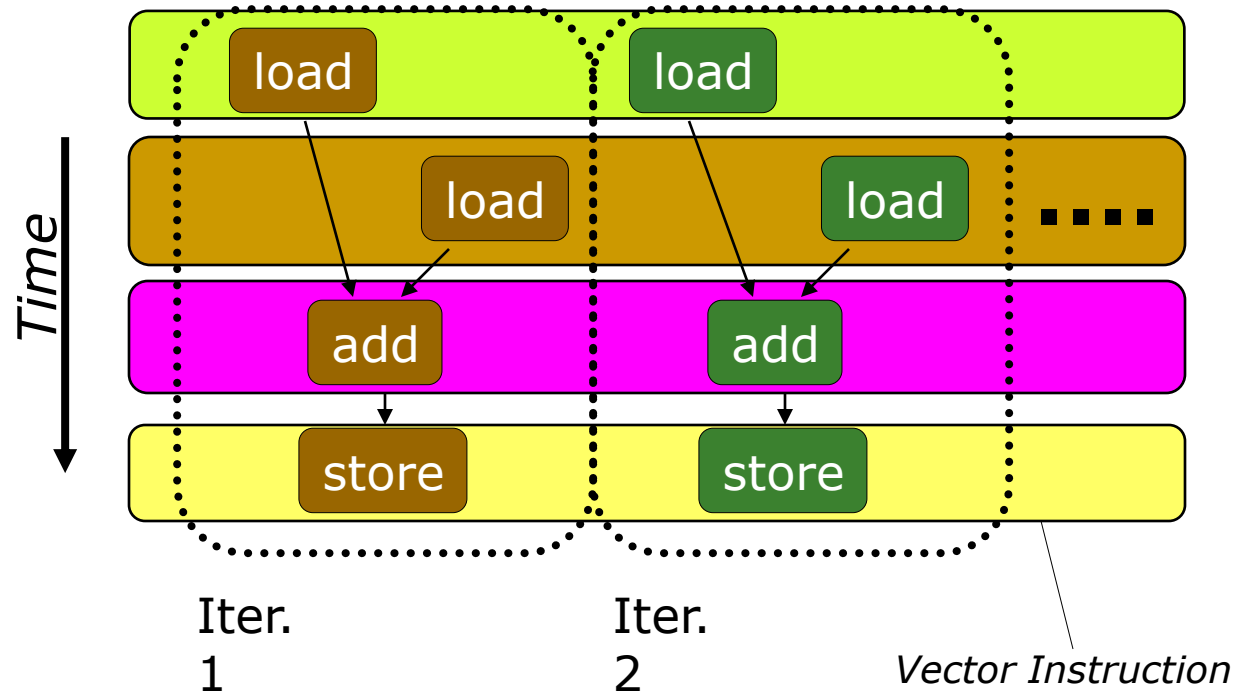 load load
load load
Time
add add
store store
Iter. Iter.
1 2
Vector Instruction